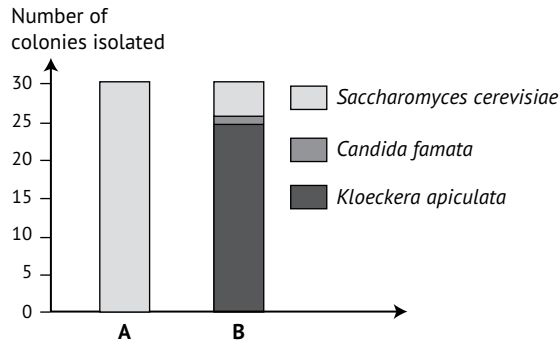 Number of
colonies isolated
30
25
20
15
10
5
0
A
B
Saccharomyces cerevisiae
Candida famata
Kloeckera apiculata